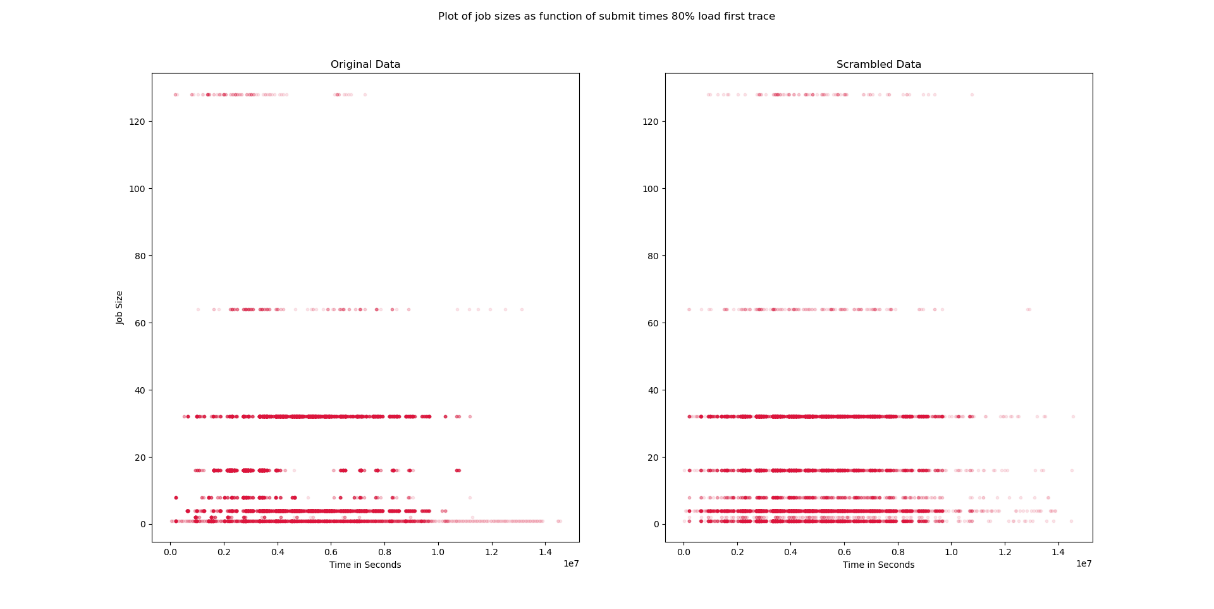 Plot of job sizes as function of submit times 80% load first trace
Original Data
Job Size
120
100
80
60
40
20
0
0.0 0.2 0.4 0.6 0.8 1.0 1.2 1.4
1e7
Time in Seconds
Scrambled Data
120
100
80
60
40
20
0
0.0 0.2 0.4 0.6 0.8 1.0 1.2 1.4
1e7
Time in Seconds